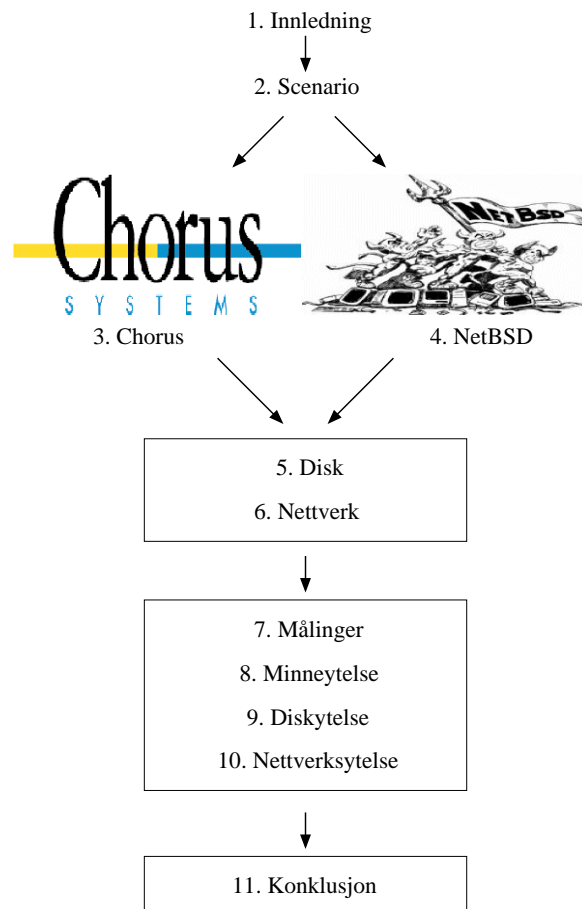 1. Innledning
2. Scenario
Chorus
SYSTEMS
NETBSD
3. Chorus
4. NetBSD
5. Disk
6. Nettverk
7. Målinger
8. Minneytelse
9. Diskytelse
10. Nettverksytelse
11. Konklusjon